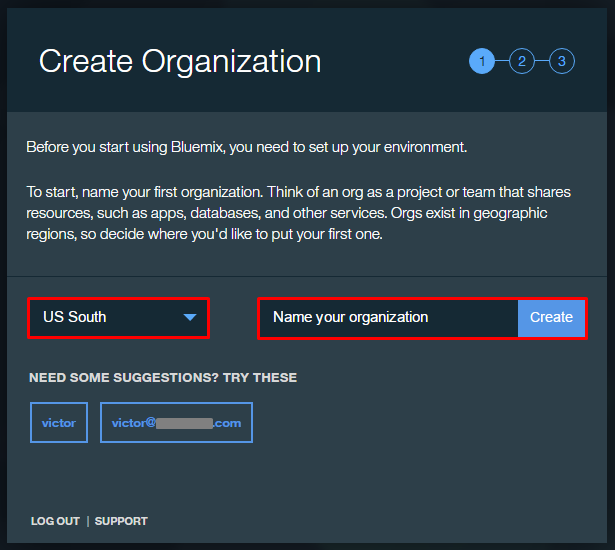 Create Organization
1 2 3
Before you start using Bluemix, you need to set up your environment.
To start, name your first organization. Think of an org as a project or team that shares
resources, such as apps, databases, and other services. Orgs exist in geographic
regions, so decide where you'd like to put your first one.
US South
Name your organization
Create
NEED SOME SUGGESTIONS? TRY THESE
victor
victor@ .com
LOG OUT | SUPPORT